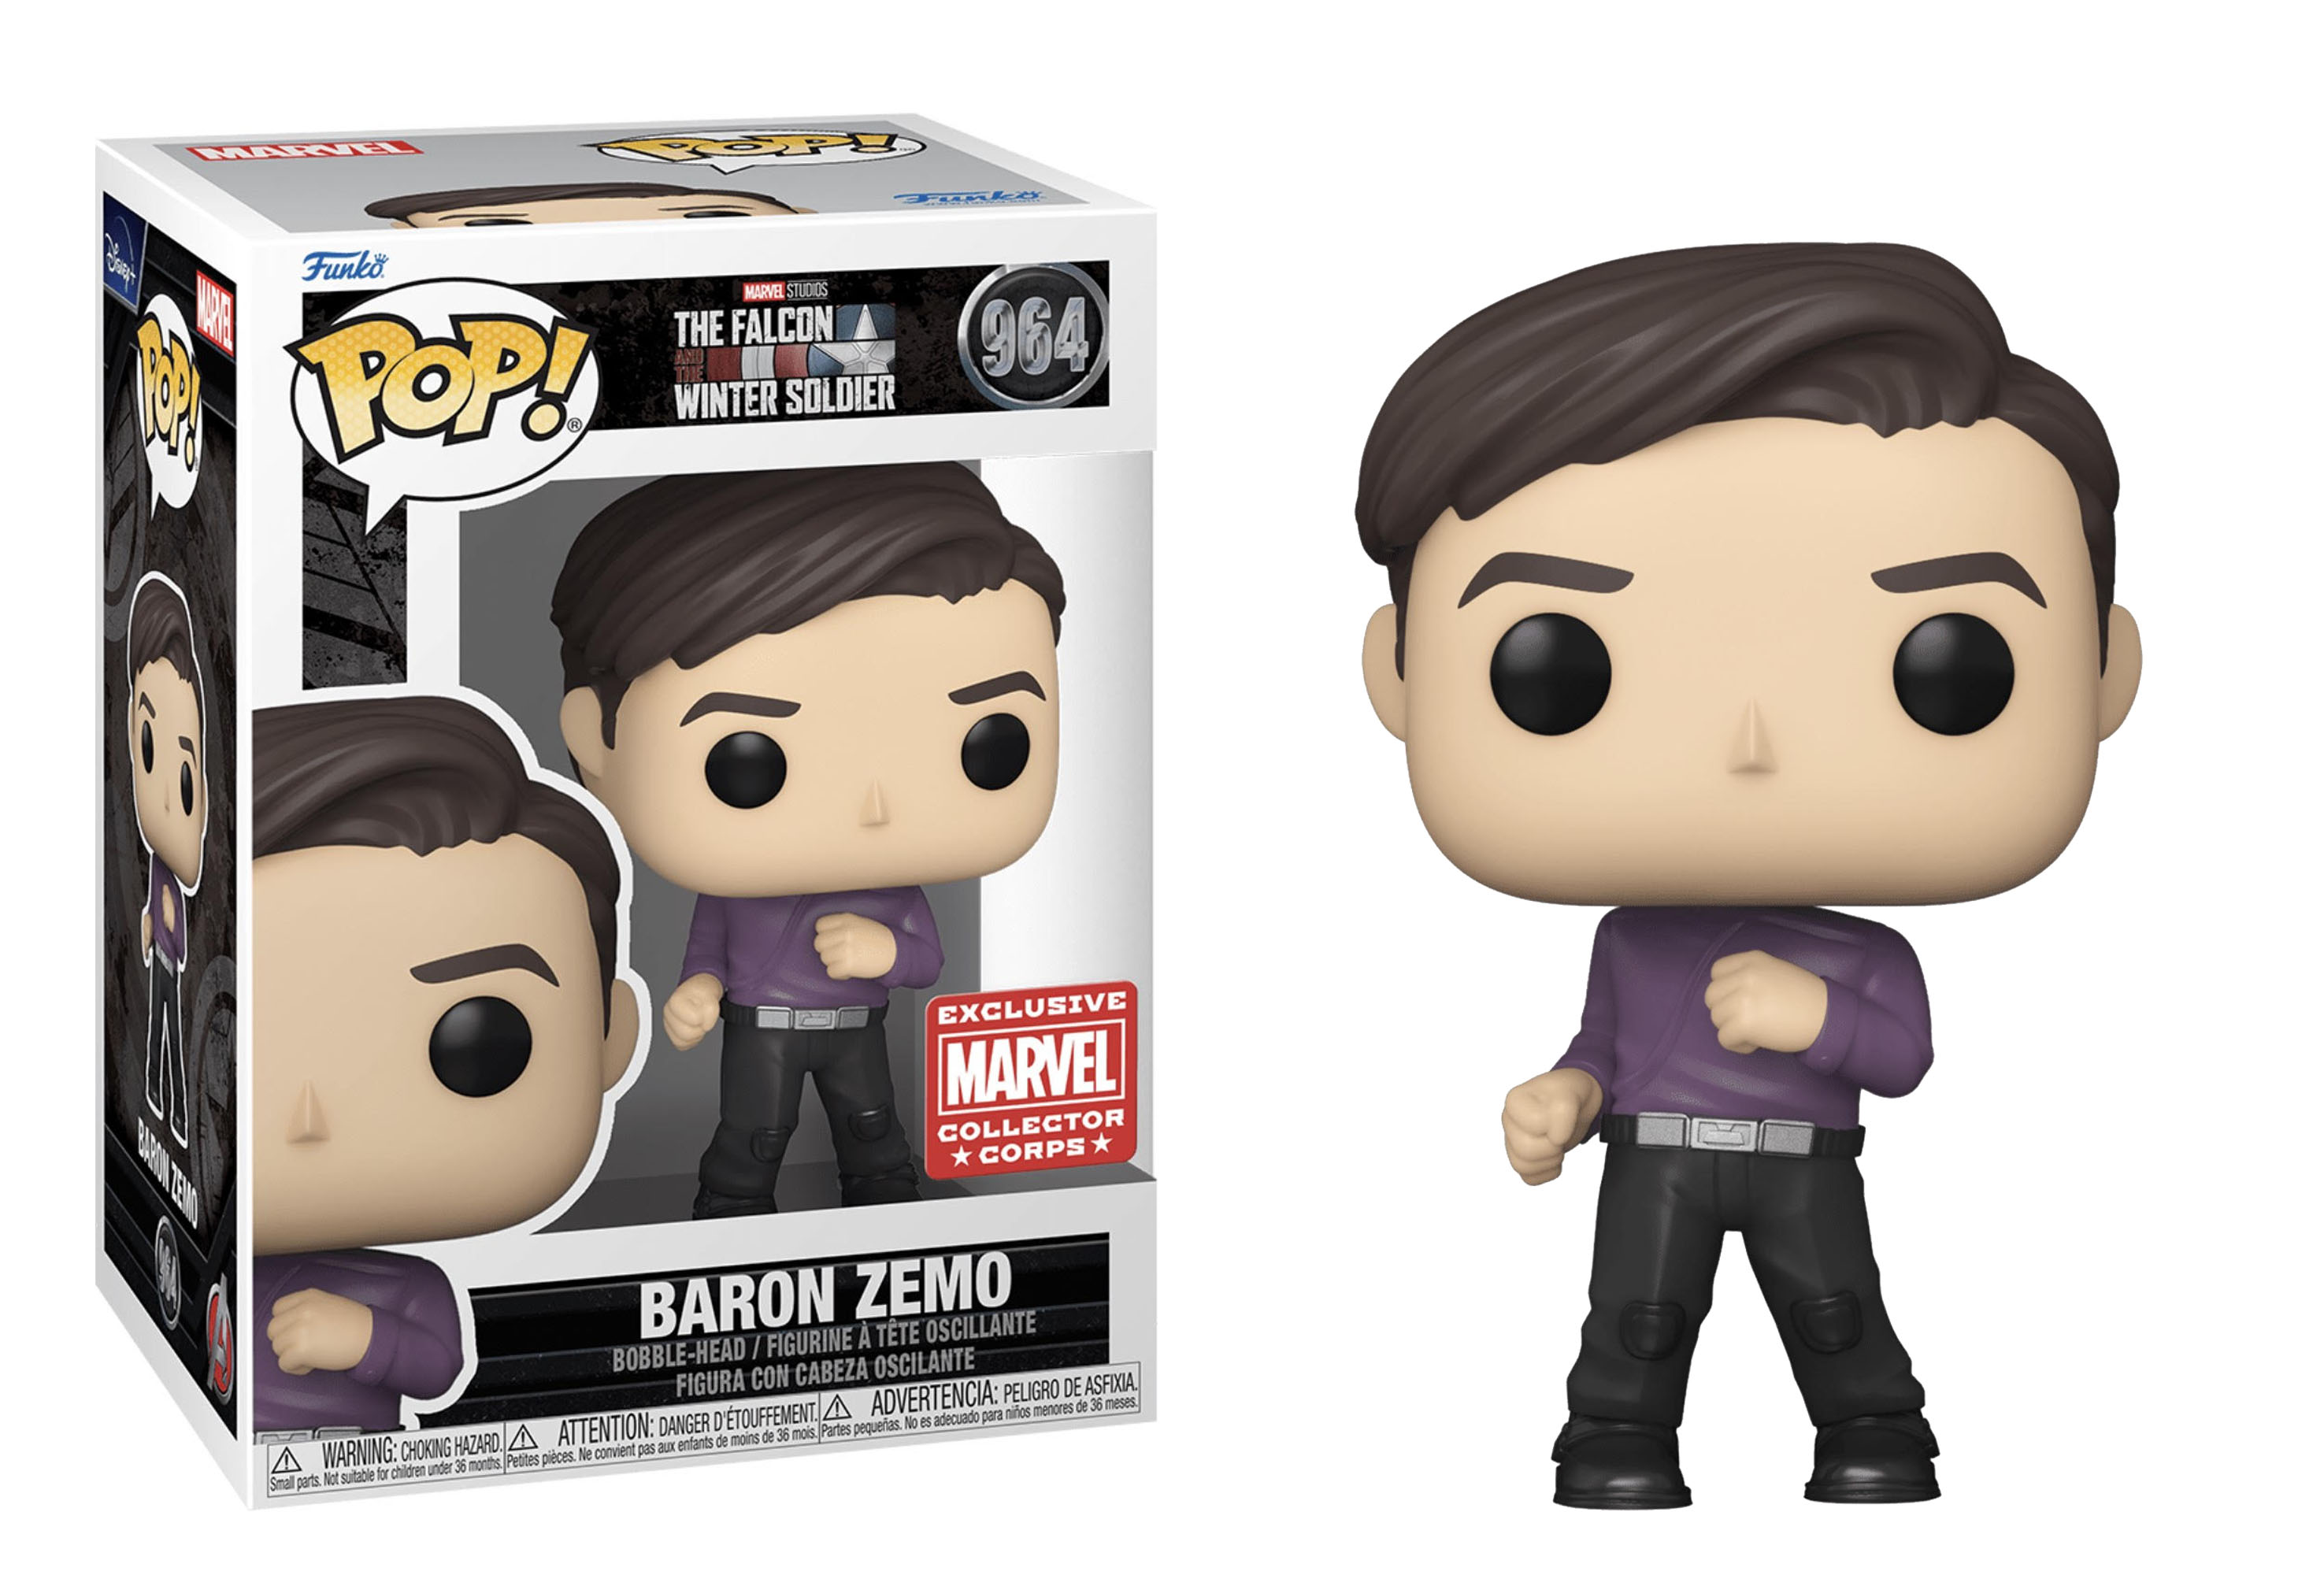 MARVEL
POP!
Funko
Disney+
MARVEL
POP!
BARON ZEMO
964
Funko
POP!®
MARVEL STUDIOS
THE FALCON
AND
THE
WINTER SOLDIER
964
EXCLUSIVE
MARVEL
COLLECTOR
CORPS
BARON ZEMO
BOBBLE-HEAD / FIGURINE À TÊTE OSCILLANTE
FIGURA CON CABEZA OSCILANTE
WARNING: CHOKING HAZARD.
Small parts. Not suitable for children under 36 months.
ATTENTION: DANGER D'ÉTOUFFEMENT.
Petites pièces. Ne convient pas aux enfants de moins de 36 mois.
ADVERTENCIA: PELIGRO DE ASFIXIA.
Partes pequeñas. No es adecuado para niños menores de 36 meses.